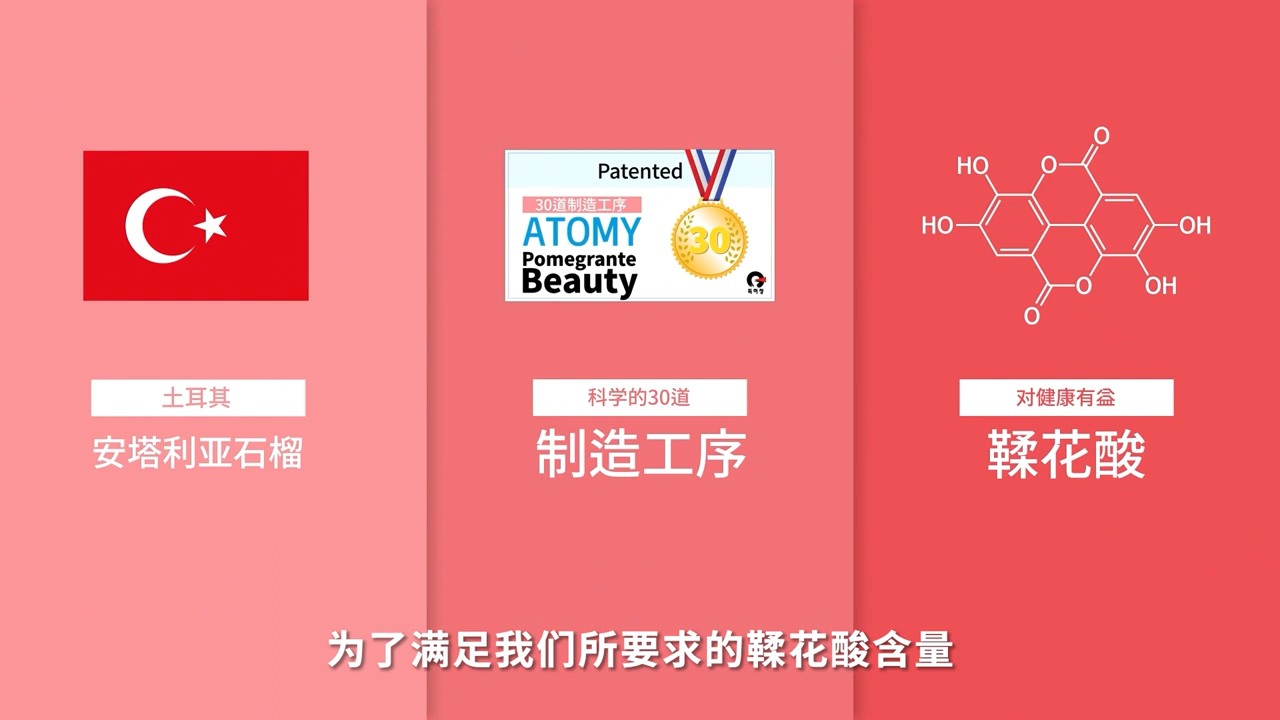 土耳其
安塔利亚石榴
Patented
30道制造工序
ATOMY
Pomegrante
Beauty
30
科学的30道
制造工序
O
HO
O
HO
OH
O
OH
O
对健康有益
鞣花酸
为了满足我们所要求的鞣花酸含量